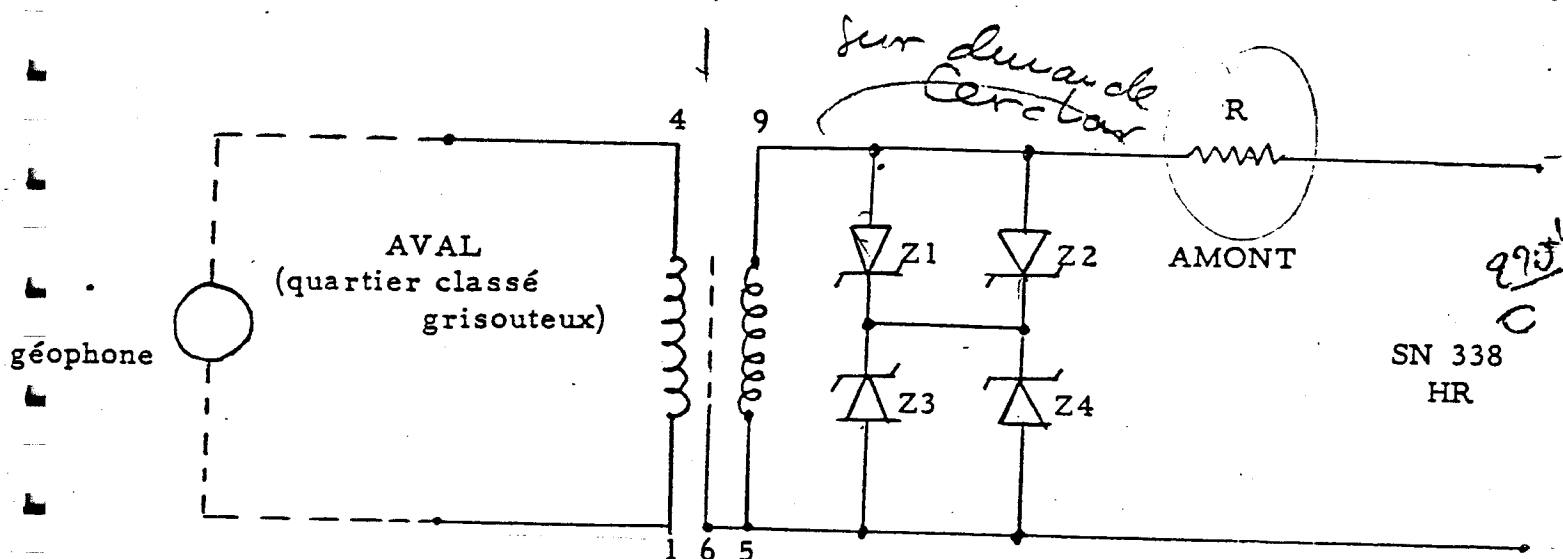 sur demande
Cerchar
4
9
R
AVAL
(quartier classé
grisouteux)
géophone
Z1
Z2
AMONT
SN 338
HR
Z3
Z4
1 6 5